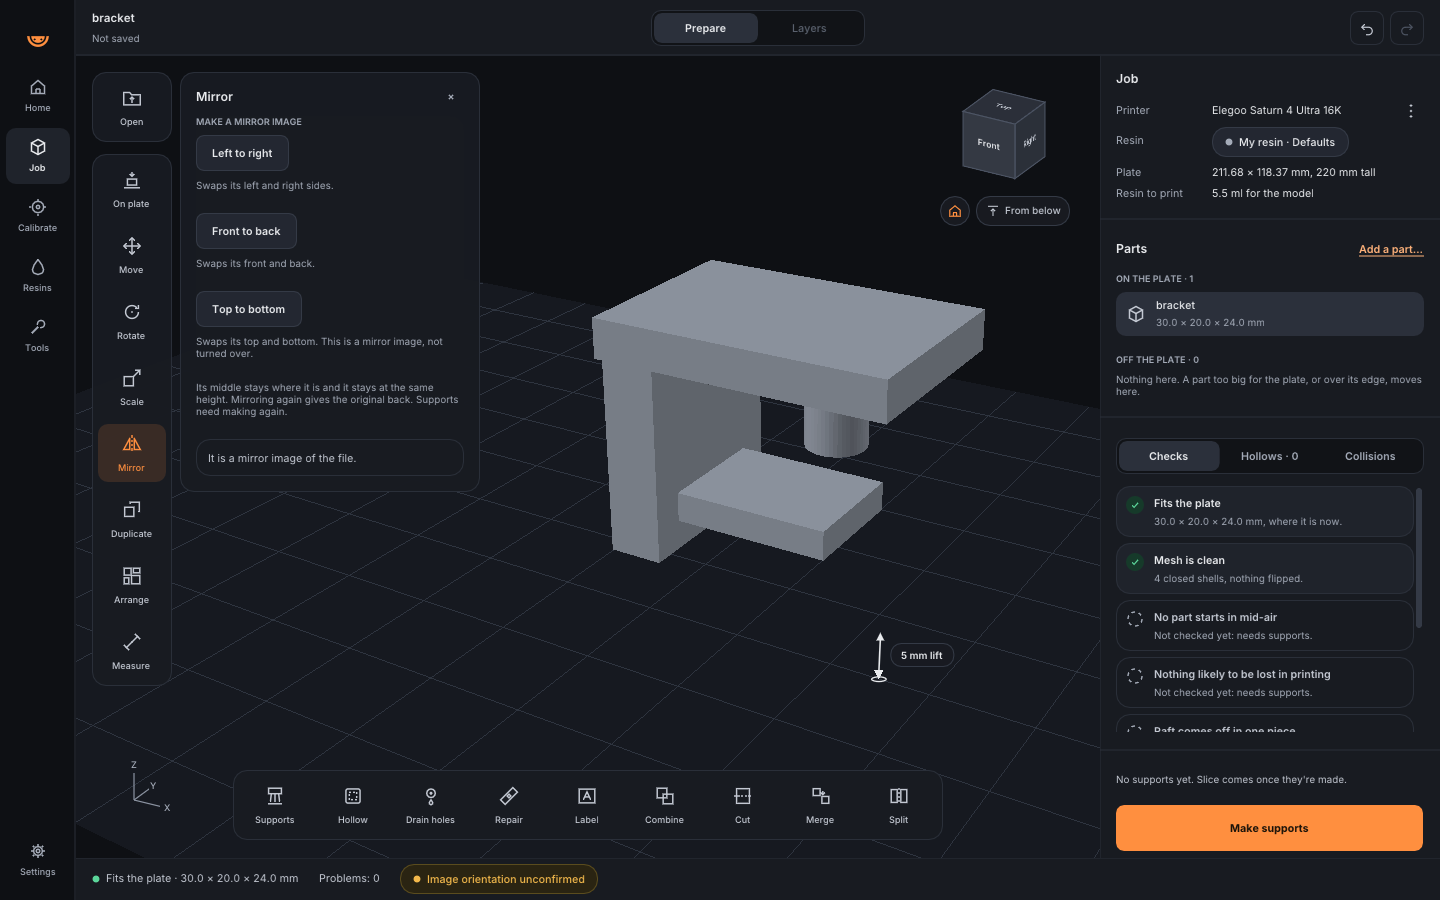 bracket
Not saved
Prepare
Layers
Home
Job
Calibrate
Resins
Tools
Settings
Open
On plate
Move
Rotate
Scale
Mirror
Duplicate
Arrange
Measure
Mirror
×
MAKE A MIRROR IMAGE
Left to right
Swaps its left and right sides.
Front to back
Swaps its front and back.
Top to bottom
Swaps its top and bottom. This is a mirror image, not
turned over.
Its middle stays where it is and it stays at the same
height. Mirroring again gives the original back. Supports
need making again.
It is a mirror image of the file.
Top
Front
Right
From below
5 mm lift
Z
Y
X
Supports
Hollow
Drain holes
Repair
Label
Combine
Cut
Merge
Split
Job
Printer
Elegoo Saturn 4 Ultra 16K
Resin
My resin · Defaults
Plate
211.68 × 118.37 mm, 220 mm tall
Resin to print
5.5 ml for the model
Parts
Add a part...
ON THE PLATE · 1
bracket
30.0 × 20.0 × 24.0 mm
OFF THE PLATE · 0
Nothing here. A part too big for the plate, or over its edge, moves
here.
Checks
Hollows · 0
Collisions
Fits the plate
30.0 × 20.0 × 24.0 mm, where it is now.
Mesh is clean
4 closed shells, nothing flipped.
No part starts in mid-air
Not checked yet: needs supports.
Nothing likely to be lost in printing
Not checked yet: needs supports.
Raft comes off in one piece
No supports yet. Slice comes once they're made.
Make supports
Fits the plate · 30.0 × 20.0 × 24.0 mm
Problems: 0
Image orientation unconfirmed